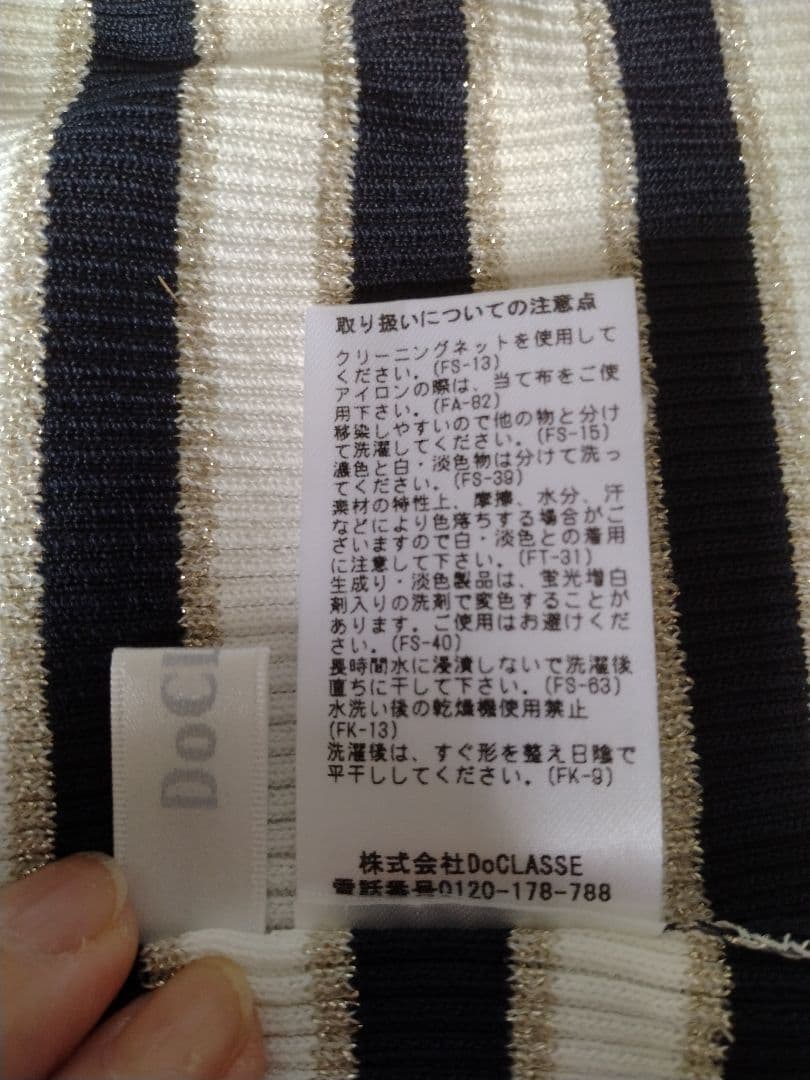 取り扱いについての注意点
クリーニングネットを使用して
ください。(FS-13)
アイロンの際は、当て布をご使
用下さい。(FA-82)
移染しやすいので他の物と分け
て洗濯してください。(FS-15)
濃色と白・淡色物は分けて洗っ
てください。(FS-39)
素材の特性上、摩擦、水分、汗
などにより色落ちする場合がご
ざいますので白・淡色との着用
に注意して下さい。(FT-31)
生成り・淡色製品は、蛍光増白
剤入りの洗剤で変色することが
あります。ご使用はお避けくだ
さい。(FS-40)
長時間水に浸漬しないで洗濯後
直ちに干して下さい。(FS-63)
水洗い後の乾燥機使用禁止
(FK-13)
洗濯後は、すぐ形を整え日陰で
平干ししてください。(FK-9)
株式会社DoCLASSE
電話番号0120-178-788
DoCL